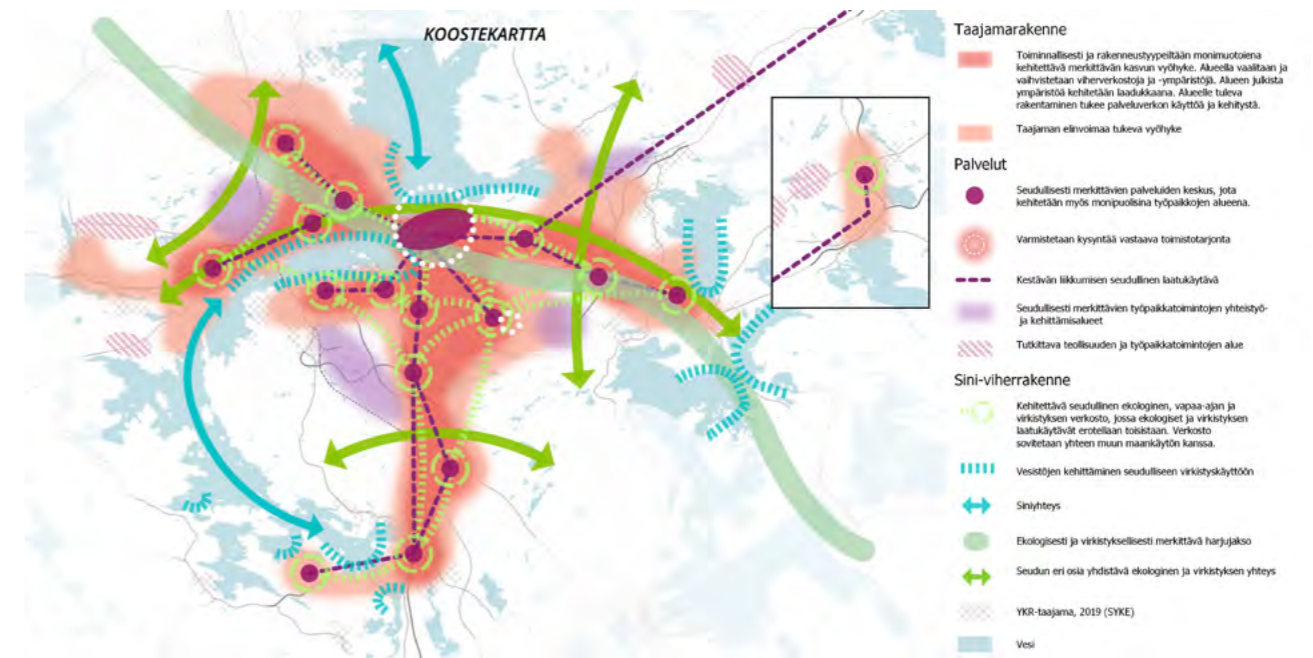 KOOSTEKARTTA
Taajamarakenne
Toiminnallisesti ja rakennustyypeiltään monimuotoiena
kehitettävä merkittävän kasvun vyöhyke. Alueella vaalitaan ja
vaihvistetaan viherverkostoja ja -ympäristöjä. Alueen julkista
ympäristöä kehitetään laadukkaana. Alueelle tuleva
rakentaminen tukee palveluverkon käyttöä ja kehitystä.
Taajaman elinvoimaa tukeva vyöhyke
Palvelut
Seudullisesti merkittävien palveluiden keskus, jota
kehitetään myös monipuolisina työpaikkojen alueena.
Varmistetaan kysyntää vastaava toimistotarjonta
Kestävän liikkumisen seudullinen laatukäytävä
Seudullisesti merkittävien työpaikkatoimintojen yhteistyö-
ja kehittämisalueet
Tutkittava teollisuuden ja työpaikkatoimintojen alue
Sini-viherrakenne
Kehitettävä seudullinen ekologinen, vapaa-ajan ja
virkistyksen verkosto, jossa ekologiset ja virkistyksen
laatukäytävät erotellaan toisistaan. Verkosto
sovitetaan yhteen muun maankäytön kanssa.
Vesistöjen kehittäminen seudulliseen virkistyskäyttöön
Siniyhteys
Ekologisesti ja virkistyksellisesti merkittävä harjujakso
Seudun eri osia yhdistävä ekologinen ja virkistyksen yhteys
YKR-taajama, 2019 (SYKE)
Vesi